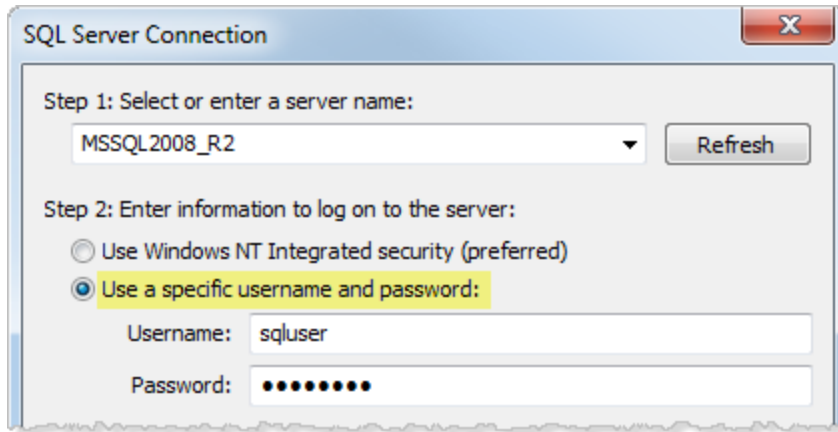 SQL Server Connection
Step 1: Select or enter a server name:
MSSQL2008_R2
Refresh
Step 2: Enter information to log on to the server:
Use Windows NT Integrated security (preferred)
Use a specific username and password:
Username: sqluser
Password: ●●●●●●●●